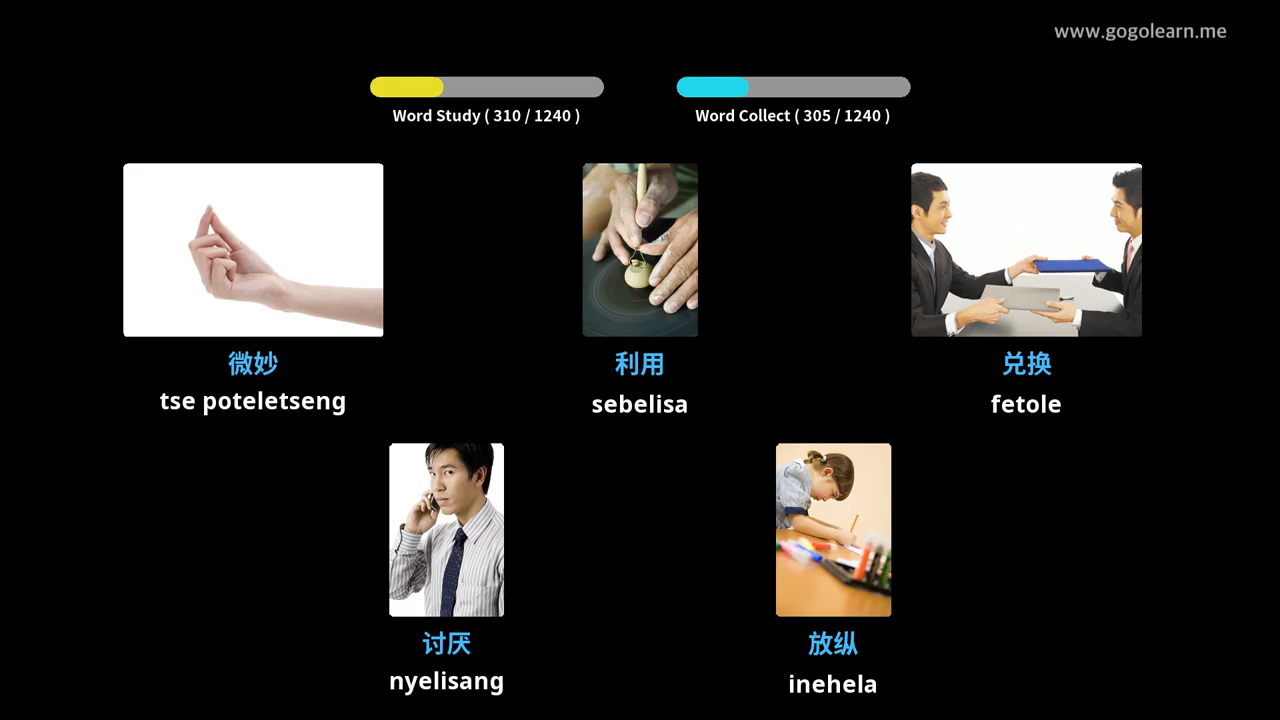 www.gogolearn.me
Word Study ( 310 / 1240 )
Word Collect ( 305 / 1240 )
微妙
tse poteletseng
利用
sebelisa
兑换
fetole
讨厌
nyelisang
放纵
inehela